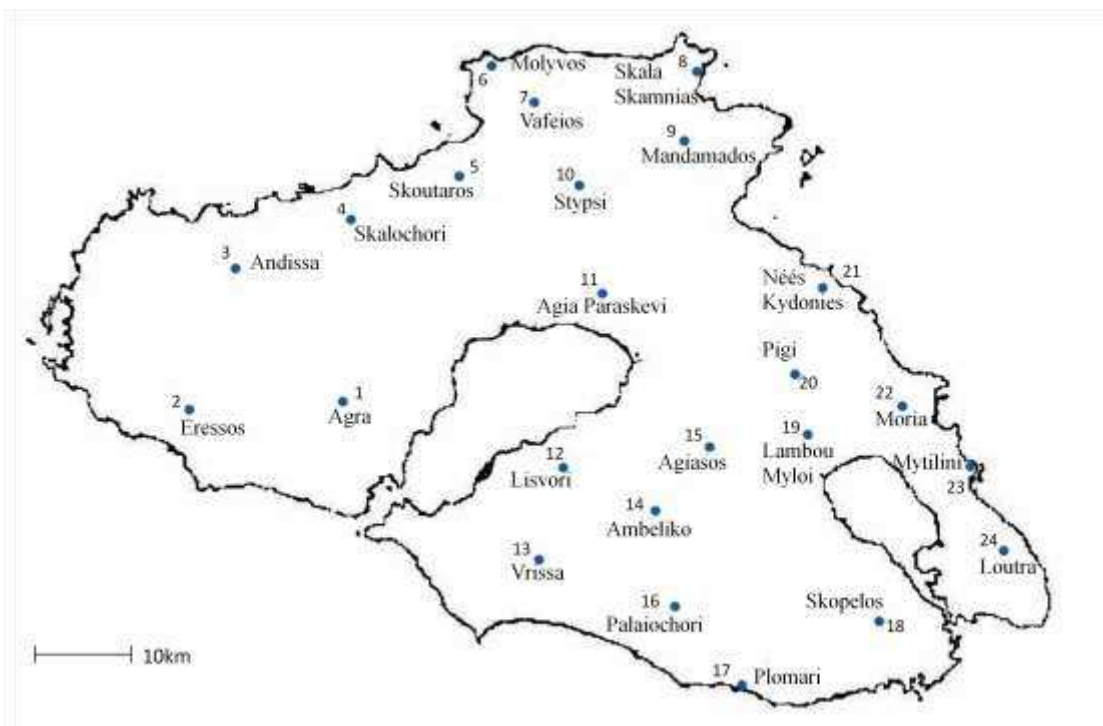 6
Molyvos
8
Skala
Skamnias
7
Vafeios
9
Mandamados
5
Skoutaros
10
Stypsi
4
Skalochori
3
Andissa
11
Agia Paraskevi
Néés
Kydonies
21
Pigi
20
2
Eressos
1
Agra
22
Moria
19
Lambou
Myloi
15
Agiasos
12
Lisvori
Mytilini
23
14
Ambeliko
13
Vrissa
24
Loutra
16
Palaiochori
Skopelos
18
17
Plomari
10km